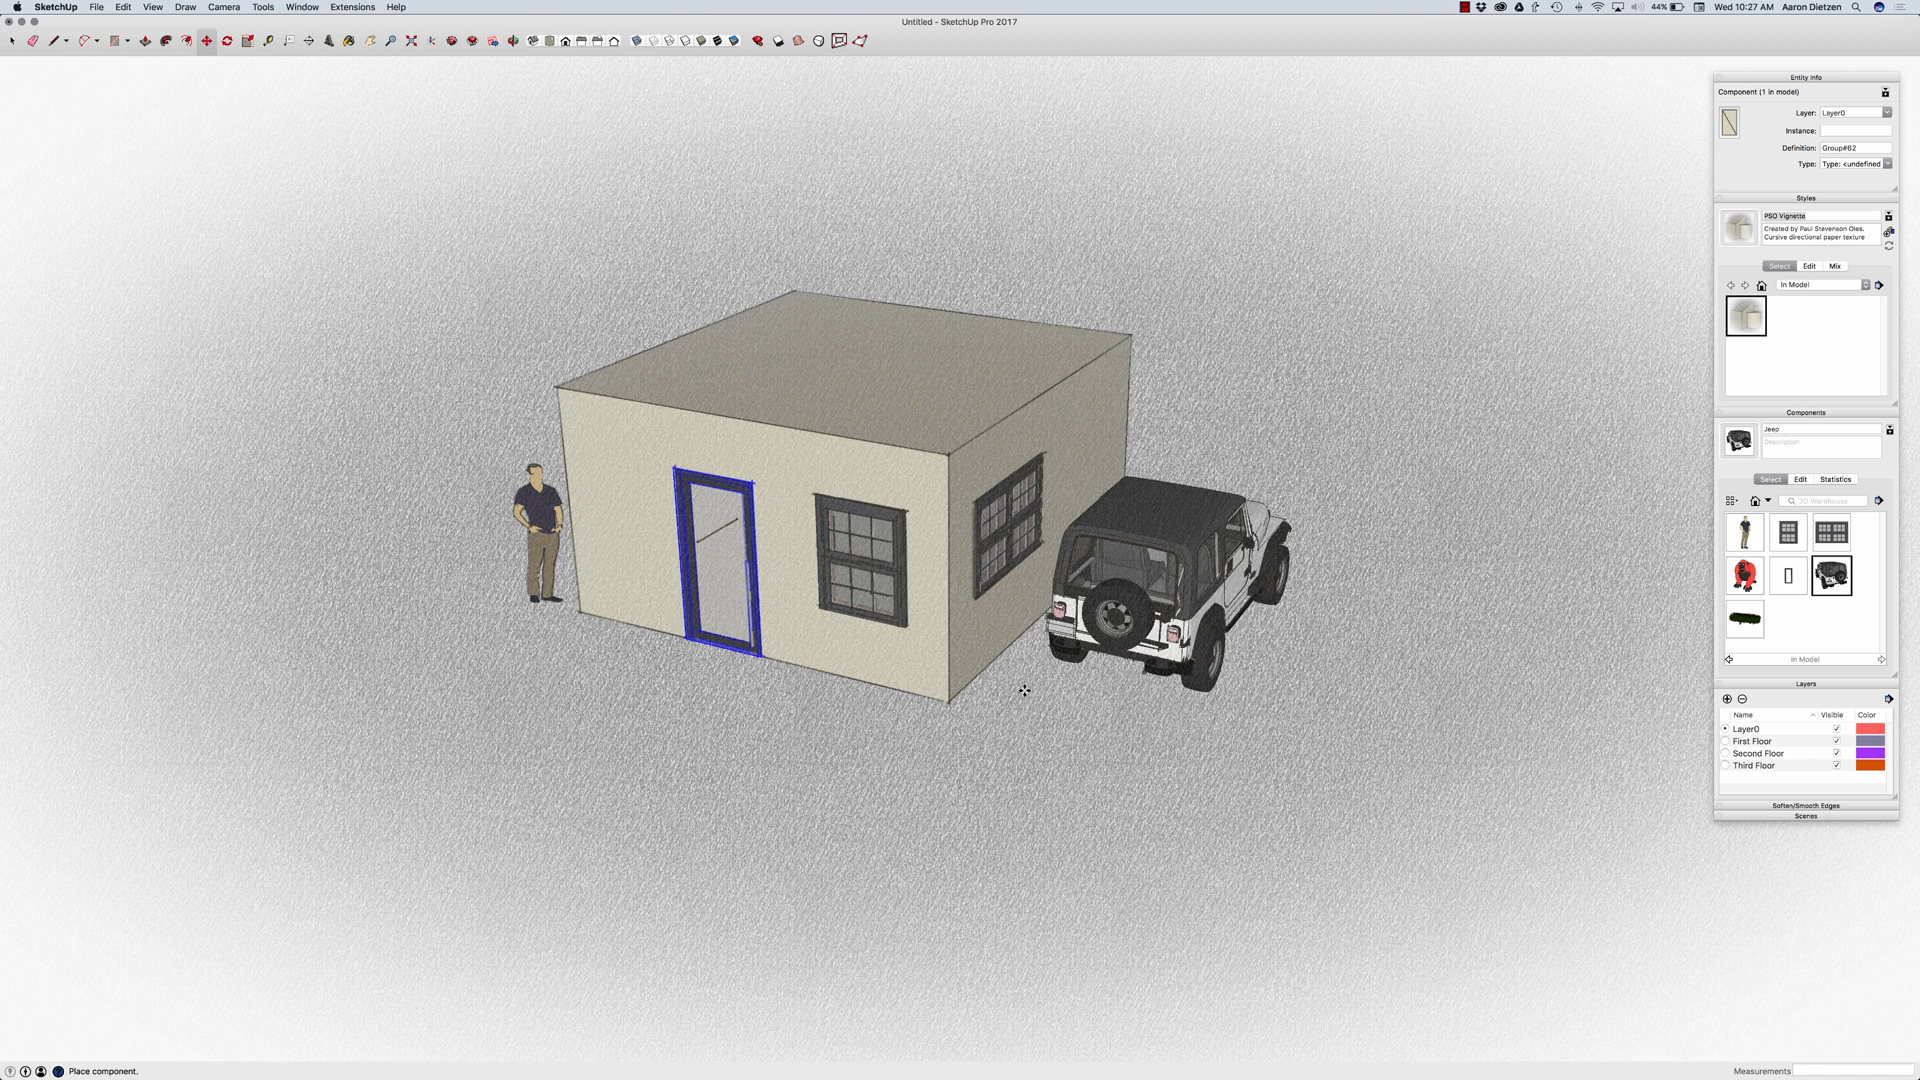 SketchUp File Edit View Draw Camera Tools Window Extensions Help 44% Wed 10:27 AM Aaron Dietzen
Untitled - SketchUp Pro 2017
Entity Info
Component (1 in model)
Layer: Layer0
Instance:
Definition: Group#62
Type: Type: <undefined
Styles
PSO Vignette
Created by Paul Stevenson Oles.
Cursive directional paper texture
Select Edit Mix
In Model
Components
Jeep
Description
Select Edit Statistics
3D Warehouse
In Model
Layers
Name Visible Color
Layer0
First Floor
Second Floor
Third Floor
Soften/Smooth Edges
Scenes
Place component.
Measurements